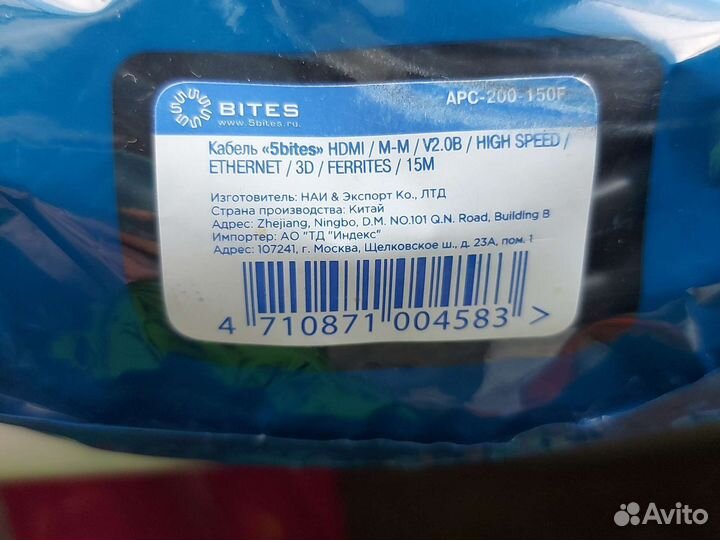 5BITES
www.5bites.ru
APC-200-150F
Кабель «5bites» HDMI / M-M / V2.0B / HIGH SPEED /
ETHERNET / 3D / FERRITES / 15M
Изготовитель: НАИ & Экспорт Ко., ЛТД
Страна производства: Китай
Адрес: Zhejiang, Ningbo, D.M. NO.101 Q.N. Road, Building B
Импортер: АО "ТД "Индекс"
Адрес: 107241, г. Москва, Щелковское ш., д. 23А, пом. 1
4 710871 004583 >
Avito